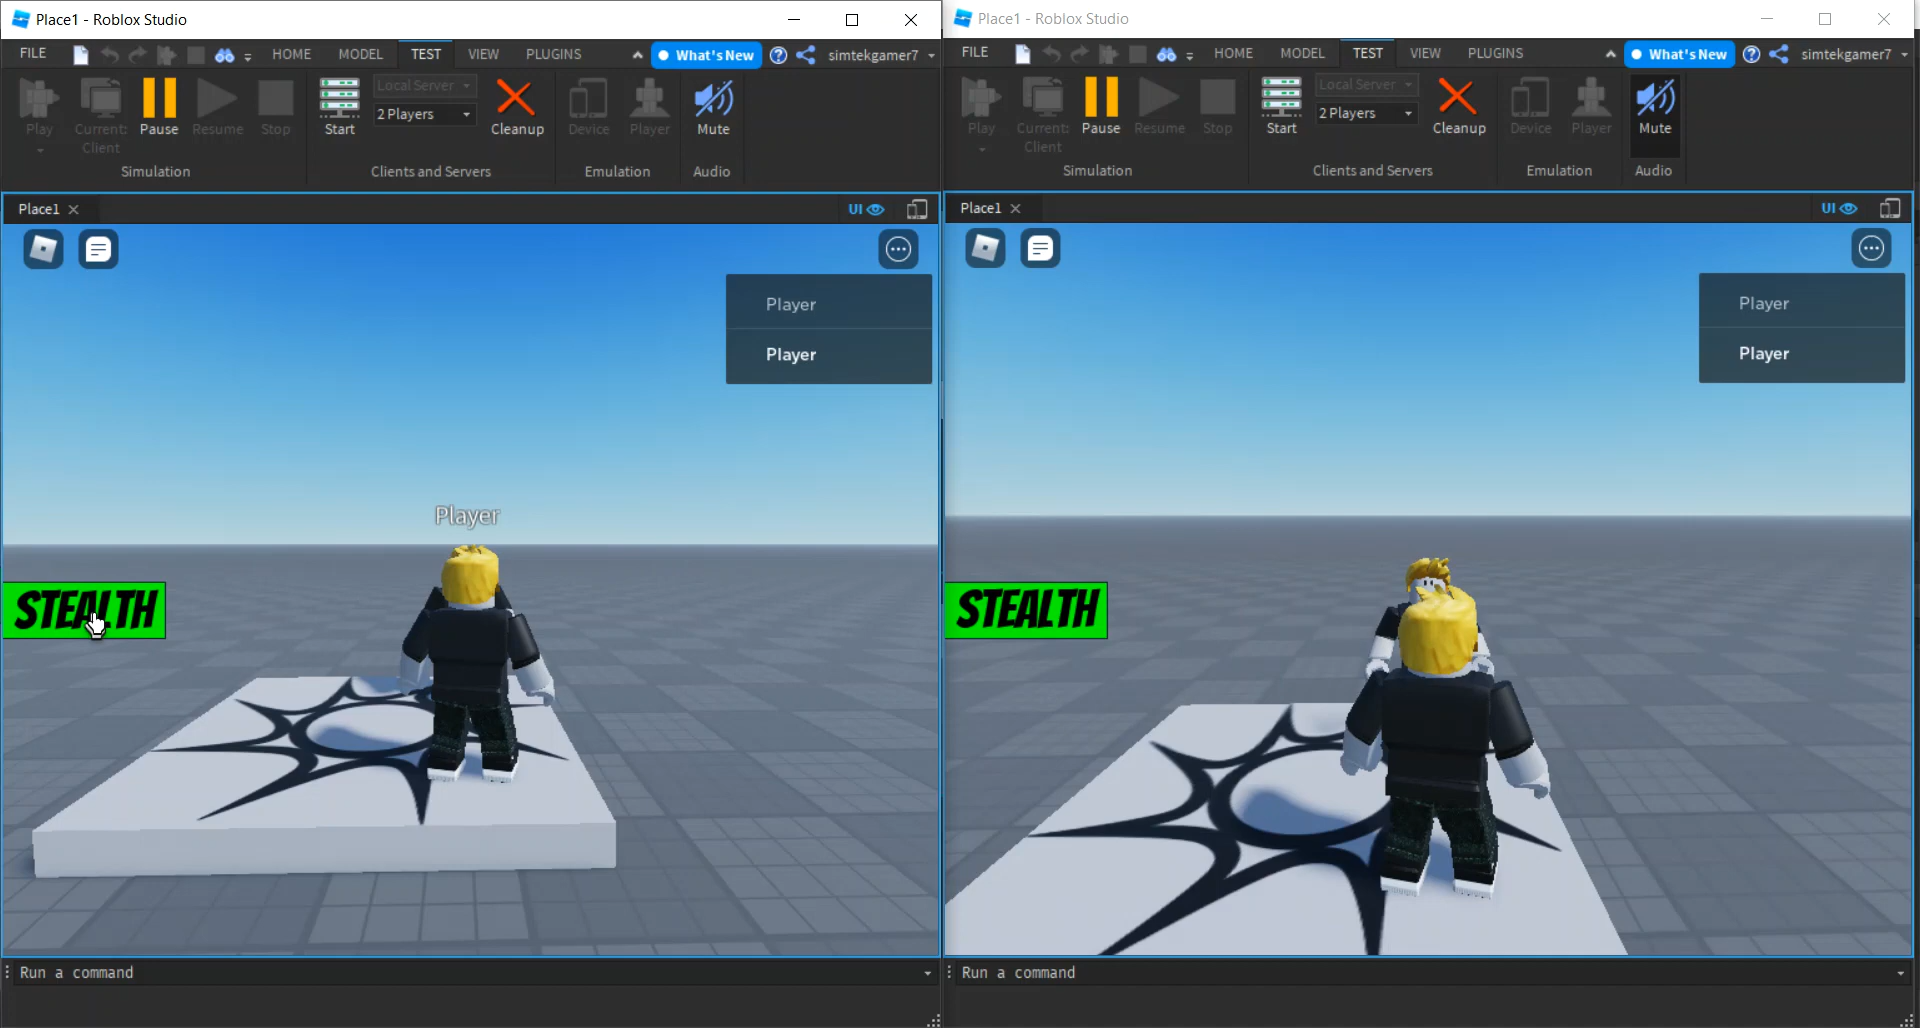 Place1 - Roblox Studio
FILE HOME MODEL TEST VIEW PLUGINS What's New simtekgamer7
Play Current: Client Pause Resume Stop Start Local Server 2 Players Cleanup Device Player Mute
Simulation Clients and Servers Emulation Audio
Place1 UI
Player
Player
Player
STEALTH
Run a command
Place1 - Roblox Studio
FILE HOME MODEL TEST VIEW PLUGINS What's New simtekgamer7
Play Current: Client Pause Resume Stop Start Local Server 2 Players Cleanup Device Player Mute
Simulation Clients and Servers Emulation Audio
Place1 UI
Player
Player
STEALTH
Run a command